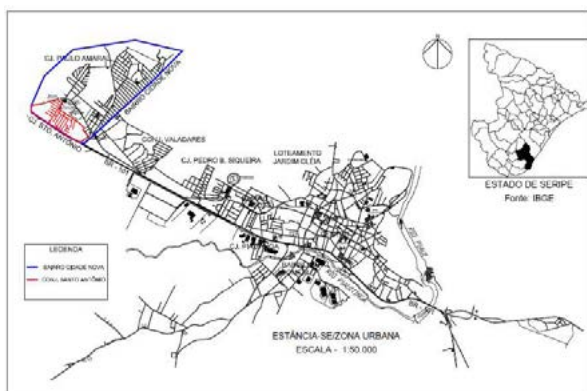 CJ. PAULO AMARAL
BAIRRO CIDADE NOVA
CJ. STO. ANTÔNIO
CONJ. VALADARES
CJ. PEDRO B. SIQUEIRA
LOTEAMENTO
JARDIM CLÉIA
ESTADO DE SERIPE
Fonte: IBGE
LEGENDA
BAIRRO CIDADE NOVA
CONJ. SANTO ANTÔNIO
ESTÂNCIA-SE/ZONA URBANA
ESCALA - 1:50.000